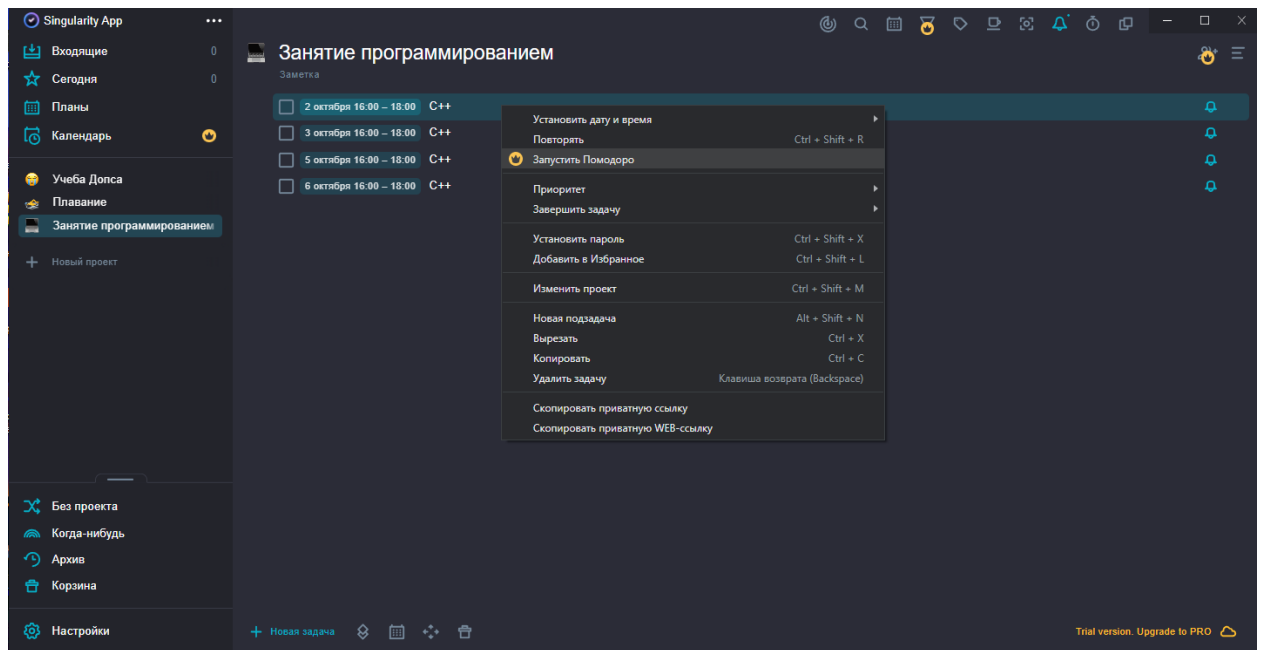 Singularity App
Входящие 0
Сегодня 0
Планы
Календарь
Учеба Допса
Плавание
Занятие программированием
Новый проект
Без проекта
Когда-нибудь
Архив
Корзина
Настройки
Занятие программированием
Заметка
2 октября 16:00 – 18:00 C++
3 октября 16:00 – 18:00 C++
5 октября 16:00 – 18:00 C++
6 октября 16:00 – 18:00 C++
Установить дату и время
Повторять Ctrl + Shift + R
Запустить Помодоро
Приоритет
Завершить задачу
Установить пароль Ctrl + Shift + X
Добавить в Избранное Ctrl + Shift + L
Изменить проект Ctrl + Shift + M
Новая подзадача Alt + Shift + N
Вырезать Ctrl + X
Копировать Ctrl + C
Удалить задачу Клавиша возврата (Backspace)
Скопировать приватную ссылку
Скопировать приватную WEB-ссылку
Новая задача
Trial version. Upgrade to PRO